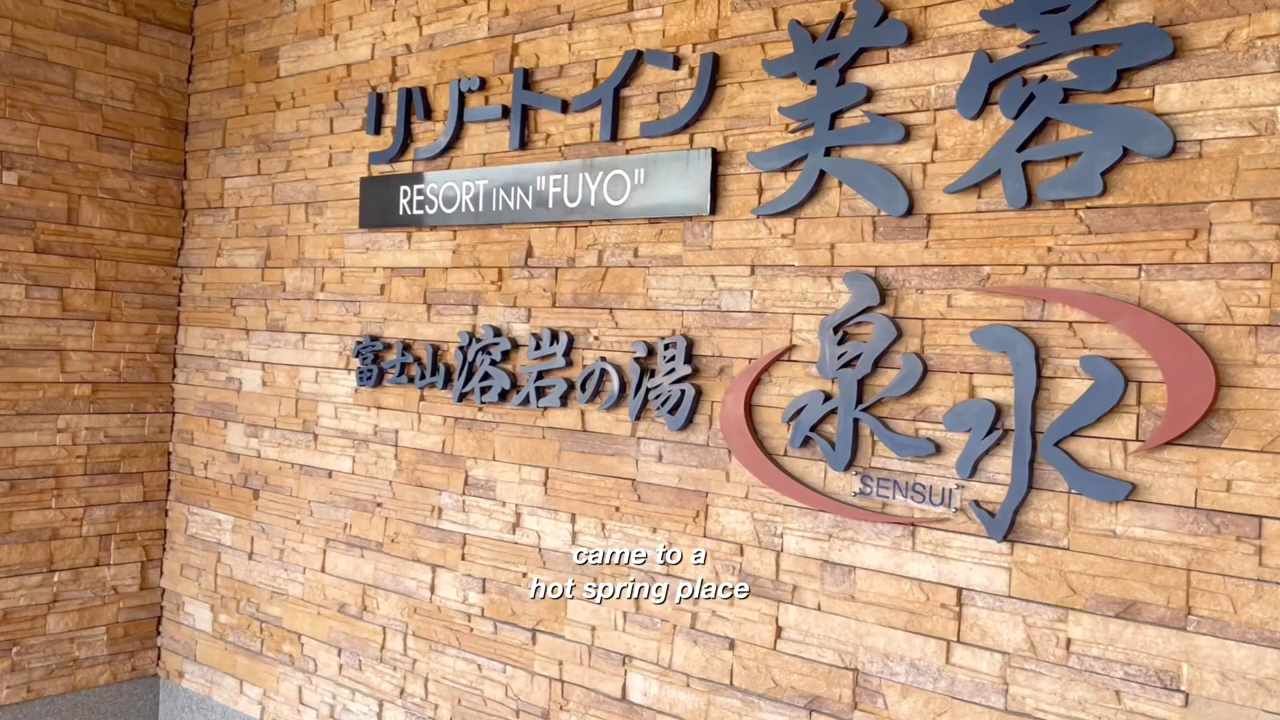 リゾートイン 芙蓉
RESORT INN "FUYO"
富士山溶岩の湯 泉水
SENSUI
came to a
hot spring place